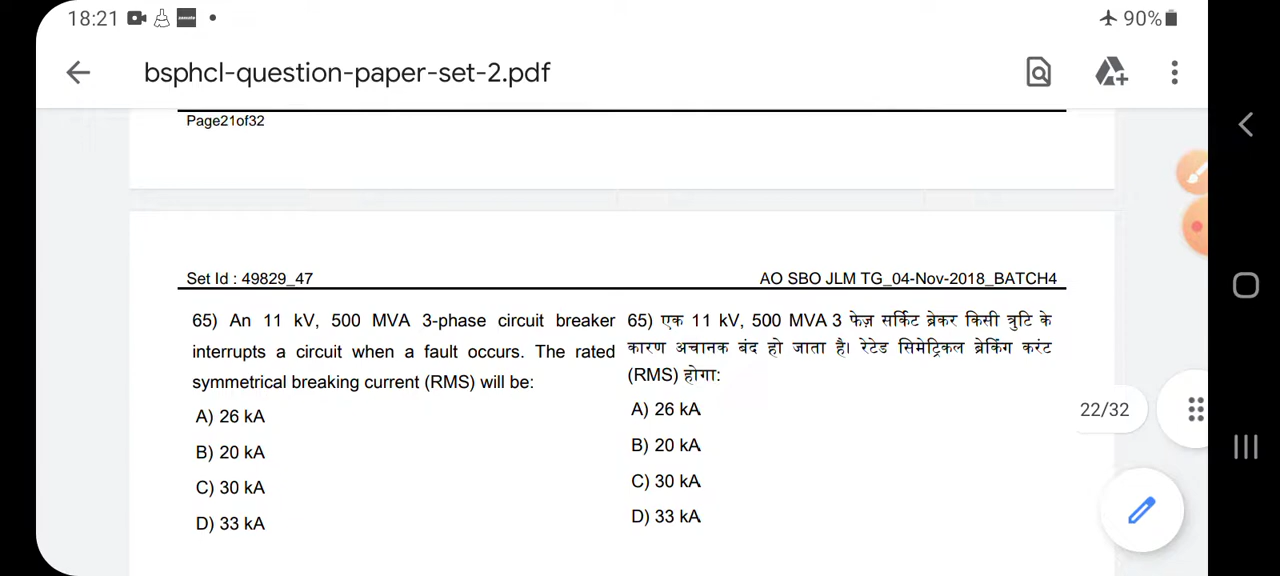 18:21
90%
bsphcl-question-paper-set-2.pdf
Page21of32
Set Id : 49829_47
AO SBO JLM TG_04-Nov-2018_BATCH4
65) An 11 kV, 500 MVA 3-phase circuit breaker
interrupts a circuit when a fault occurs. The rated
symmetrical breaking current (RMS) will be:
A) 26 kA
B) 20 kA
C) 30 kA
D) 33 kA
65) एक 11 kV, 500 MVA 3 फेज़ सर्किट ब्रेकर किसी त्रुटि के
कारण अचानक बंद हो जाता है। रेटेड सिमेट्रिकल ब्रेकिंग करंट
(RMS) होगा:
A) 26 kA
B) 20 kA
C) 30 kA
D) 33 kA
22/32